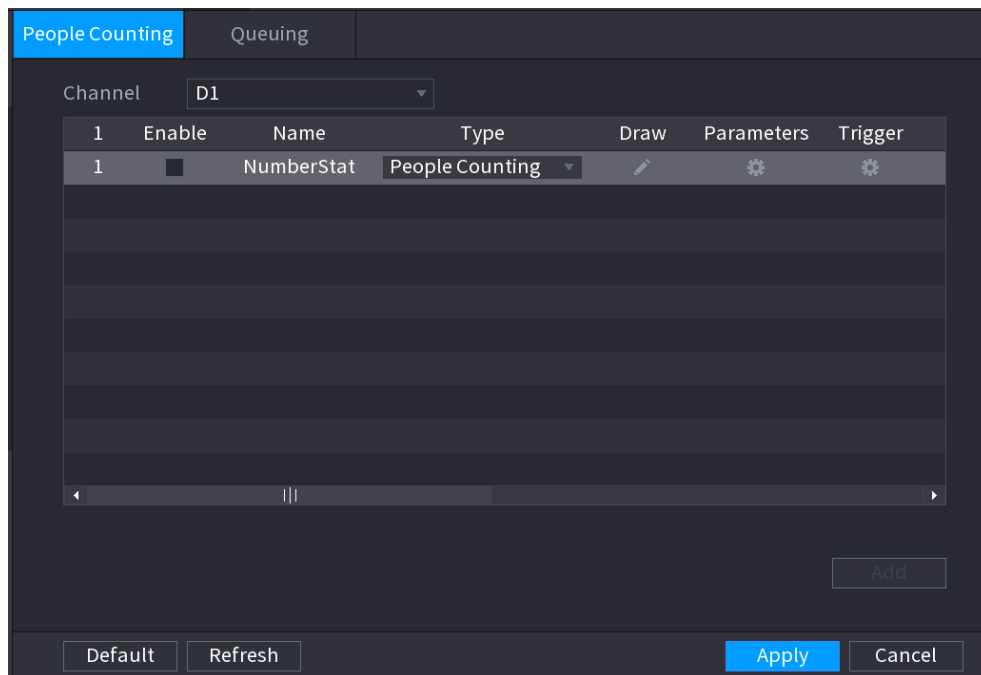 People Counting Queuing
Channel D1
1 Enable Name Type Draw Parameters Trigger
1 NumberStat People Counting
Add
Default Refresh Apply Cancel